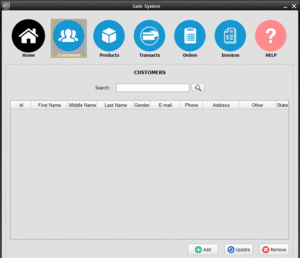 Sale System
Home Customers Products Transacts Orders Invoices HELP
CUSTOMERS
Search:
Id First Name Middle Name Last Name Gender E-mail Phone Address Other State
Add Update Remove